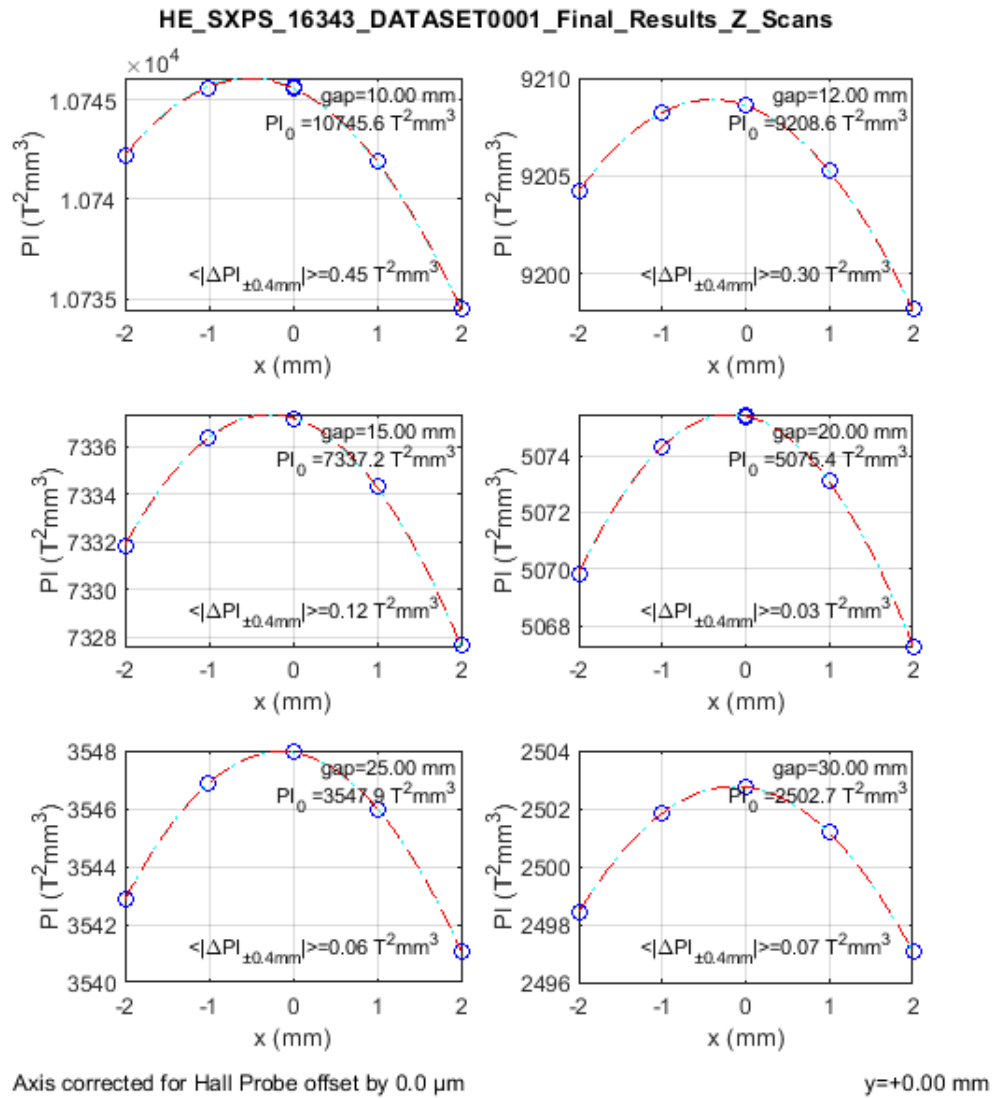 HE_SXPS_16343_DATASET0001_Final_Results_Z_Scans
×10⁴
1.0745
1.074
1.0735
PI (T²mm³)
gap=10.00 mm
PI₀ =10745.6 T²mm³
<|ΔPI±0.4mm|>=0.45 T²mm³
-2 -1 0 1 2
x (mm)
9210
9205
9200
PI (T²mm³)
gap=12.00 mm
PI₀ =9208.6 T²mm³
<|ΔPI±0.4mm|>=0.30 T²mm³
-2 -1 0 1 2
x (mm)
7336
7334
7332
7330
7328
PI (T²mm³)
gap=15.00 mm
PI₀ =7337.2 T²mm³
<|ΔPI±0.4mm|>=0.12 T²mm³
-2 -1 0 1 2
x (mm)
5074
5072
5070
5068
PI (T²mm³)
gap=20.00 mm
PI₀ =5075.4 T²mm³
<|ΔPI±0.4mm|>=0.03 T²mm³
-2 -1 0 1 2
x (mm)
3548
3546
3544
3542
3540
PI (T²mm³)
gap=25.00 mm
PI₀ =3547.9 T²mm³
<|ΔPI±0.4mm|>=0.06 T²mm³
-2 -1 0 1 2
x (mm)
2504
2502
2500
2498
2496
PI (T²mm³)
gap=30.00 mm
PI₀ =2502.7 T²mm³
<|ΔPI±0.4mm|>=0.07 T²mm³
-2 -1 0 1 2
x (mm)
Axis corrected for Hall Probe offset by 0.0 μm
y=+0.00 mm